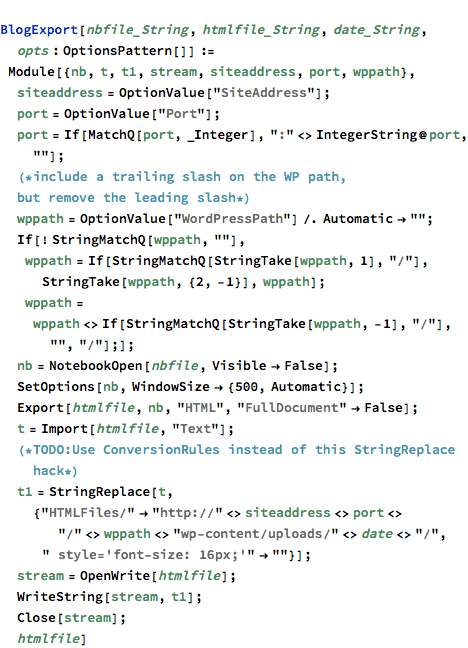 BlogExport[nbfile_String, htmlfile_String, date_String,
opts : OptionsPattern[]] :=
Module[{nb, t, t1, stream, siteaddress, port, wppath},
siteaddress = OptionValue["SiteAddress"];
port = OptionValue["Port"];
port = If[MatchQ[port, _Integer], ":" <> IntegerString@port,
""];
(*include a trailing slash on the WP path,
but remove the leading slash*)
wppath = OptionValue["WordPressPath"] /. Automatic → "";
If[! StringMatchQ[wppath, ""],
wppath = If[StringMatchQ[StringTake[wppath, 1], "/"],
StringTake[wppath, {2, -1}], wppath];
wppath =
wppath <> If[StringMatchQ[StringTake[wppath, -1], "/"],
"", "/"];];
nb = NotebookOpen[nbfile, Visible → False];
SetOptions[nb, WindowSize → {500, Automatic}];
Export[htmlfile, nb, "HTML", "FullDocument" → False];
t = Import[htmlfile, "Text"];
(*TODO:Use ConversionRules instead of this StringReplace
hack*)
t1 = StringReplace[t,
{"HTMLFiles/" → "http://" <> siteaddress <> port <>
"/" <> wppath <> "wp-content/uploads/" <> date <> "/",
" style='font-size: 16px;'" → ""}];
stream = OpenWrite[htmlfile];
WriteString[stream, t1];
Close[stream];
htmlfile]